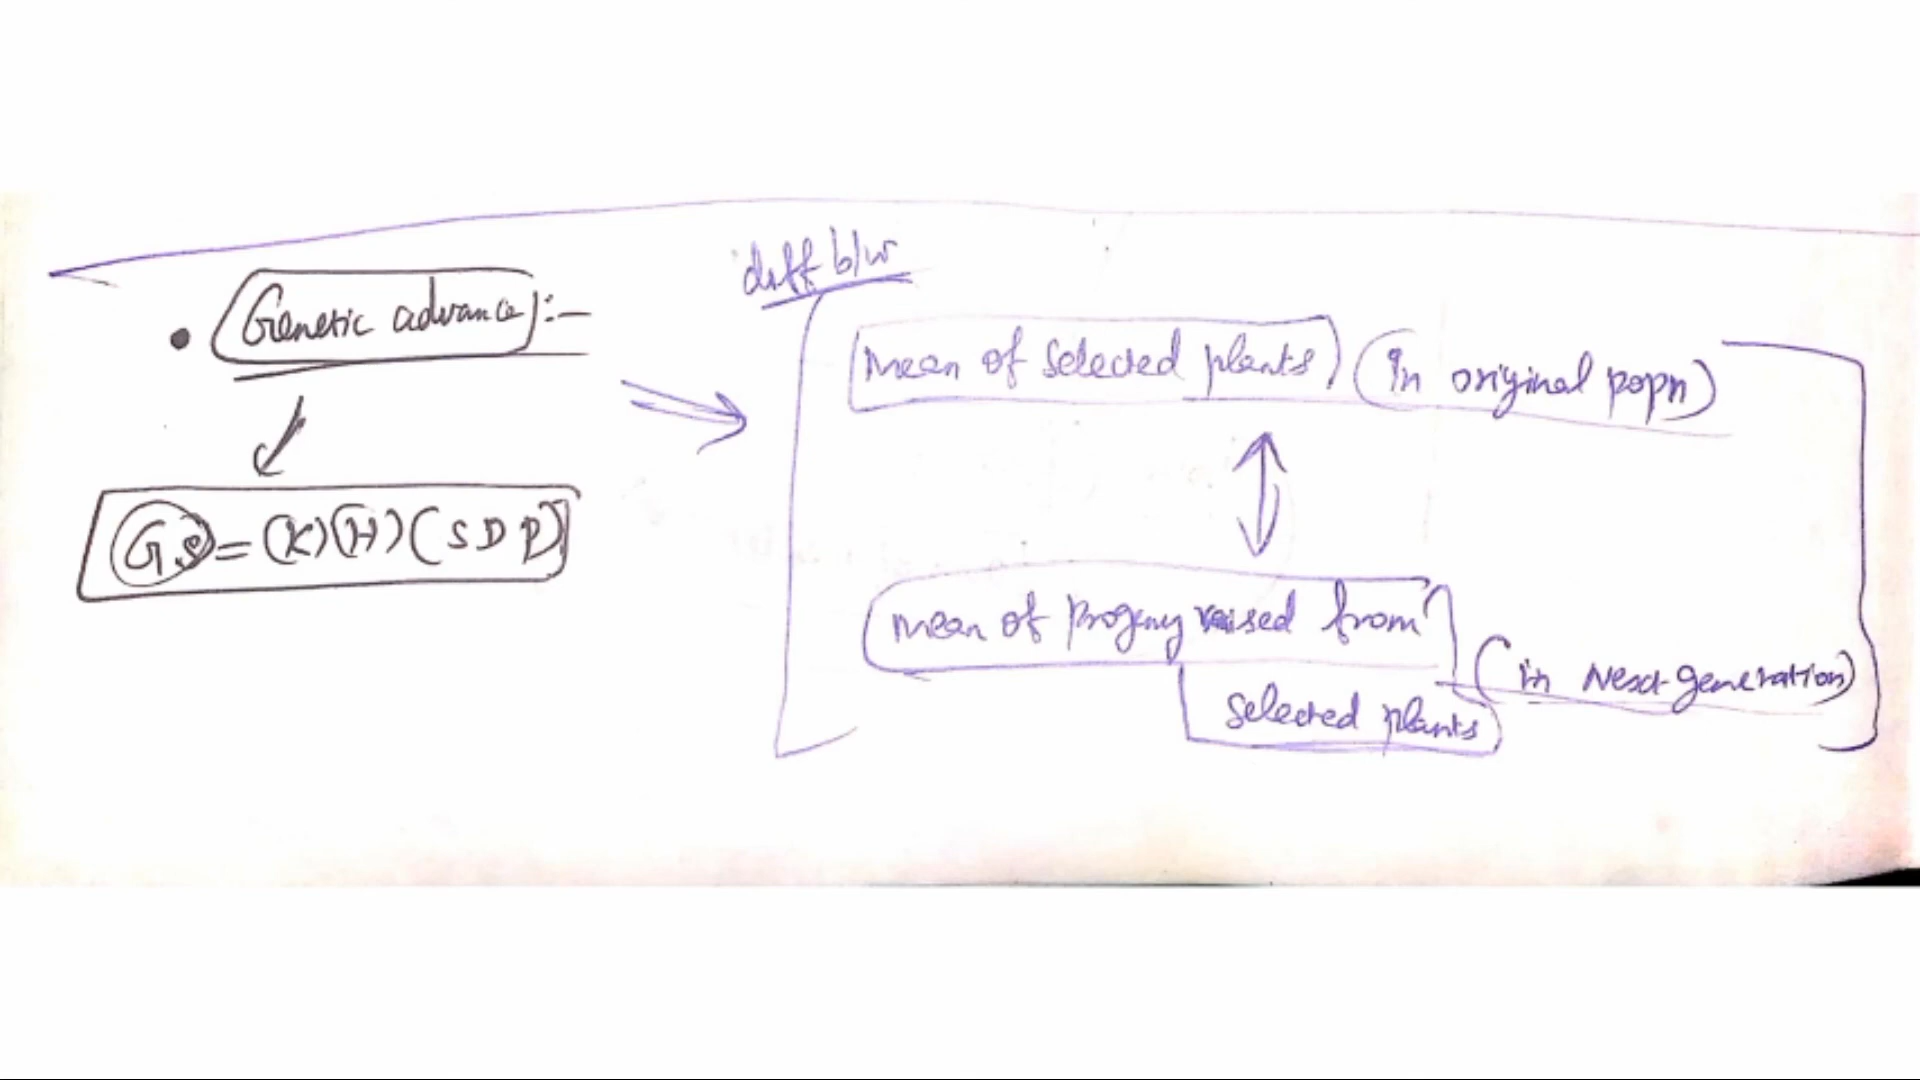 • Genetic advance :-
Gs = (K) (H) (SDP)
diff b/w
Mean of selected plants (in original popn)
mean of Progeny raised from
selected plants (in Next generation)